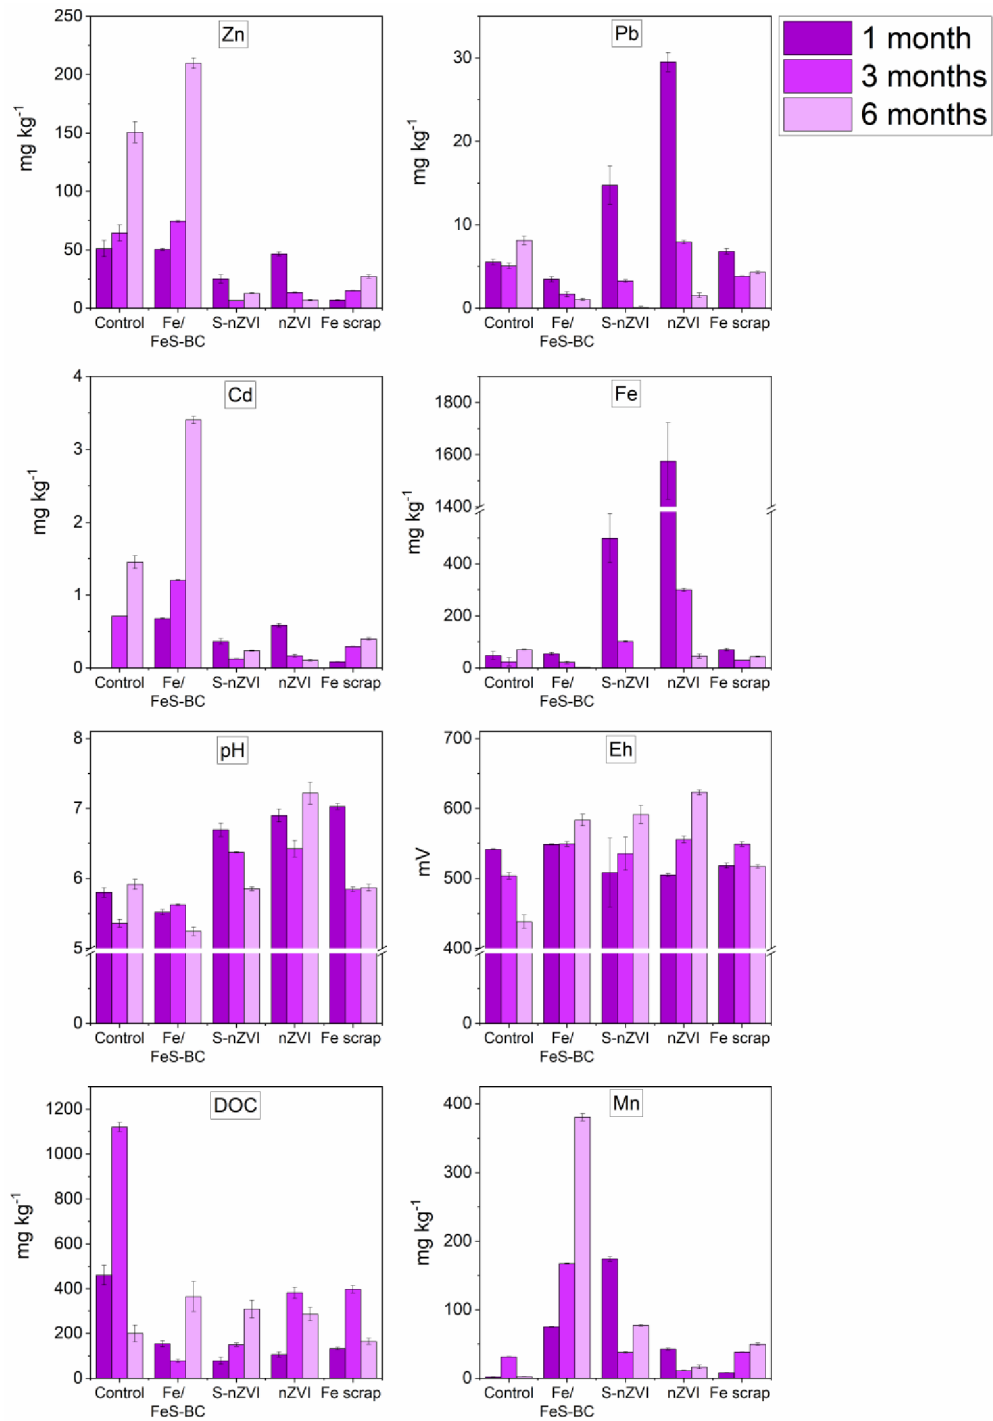 Zn
mg kg-1
250
200
150
100
50
0
Control
Fe/
FeS-BC
S-nZVI
nZVI
Fe scrap
Pb
mg kg-1
30
20
10
0
Control
Fe/
FeS-BC
S-nZVI
nZVI
Fe scrap
1 month
3 months
6 months
Cd
mg kg-1
4
3
2
1
0
Control
Fe/
FeS-BC
S-nZVI
nZVI
Fe scrap
Fe
mg kg-1
1800
1600
1400
400
200
0
Control
Fe/
FeS-BC
S-nZVI
nZVI
Fe scrap
pH
8
7
6
5
0
Control
Fe/
FeS-BC
S-nZVI
nZVI
Fe scrap
Eh
mV
700
600
500
400
0
Control
Fe/
FeS-BC
S-nZVI
nZVI
Fe scrap
DOC
mg kg-1
1200
1000
800
600
400
200
0
Control
Fe/
FeS-BC
S-nZVI
nZVI
Fe scrap
Mn
mg kg-1
400
300
200
100
0
Control
Fe/
FeS-BC
S-nZVI
nZVI
Fe scrap